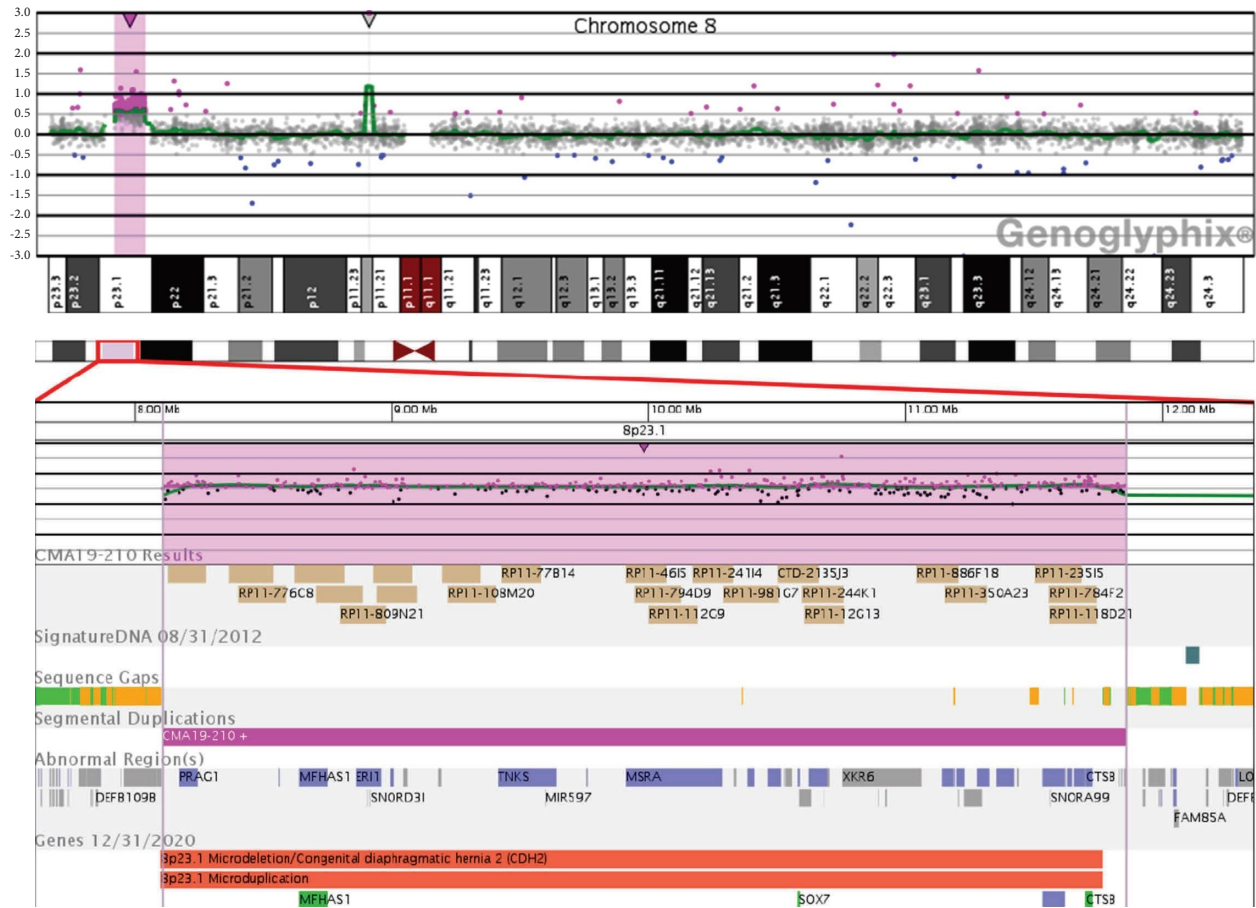 Chromosome 8
3.0
2.5
2.0
1.5
1.0
0.5
0.0
-0.5
-1.0
-1.5
-2.0
-2.5
-3.0
Genoglyphix®
p23.3 p23.2 p23.1 p22 p21.3 p21.2 p12 p11.23 p11.21 p11.1 q11.1 q11.21 q11.23 q12.1 q12.3 q13.1 q13.2 q13.3 q21.11 q21.12 q21.13 q21.2 q21.3 q22.1 q22.2 q22.3 q23.1 q23.3 q24.12 q24.13 q24.21 q24.22 q24.23 q24.3
8.00 Mb 9.00 Mb 10.00 Mb 11.00 Mb 12.00 Mb
8p23.1
CMA19-210 Results
RP11-77B14 RP11-46I5 RP11-241I4 CTD-2135J3 RP11-886F18 RP11-235I5
RP11-776C8 RP11-108M20 RP11-794D9 RP11-981G7 RP11-244K1 RP11-350A23 RP11-784F2
RP11-809N21 RP11-112C9 RP11-12G13 RP11-118D21
SignatureDNA 08/31/2012
Sequence Gaps
Segmental Duplications
CMA19-210 +
Abnormal Region(s)
PRAG1 MFHAS1 ERI1 TNKS MSRA XKR6 CTSB LO
DEFB109B SNORD3I MIR597 SNORA99 DEFE
FAM85A
Genes 12/31/2020
8p23.1 Microdeletion/Congenital diaphragmatic hernia 2 (CDH2)
8p23.1 Microduplication
MFHAS1 SOX7 CTSB